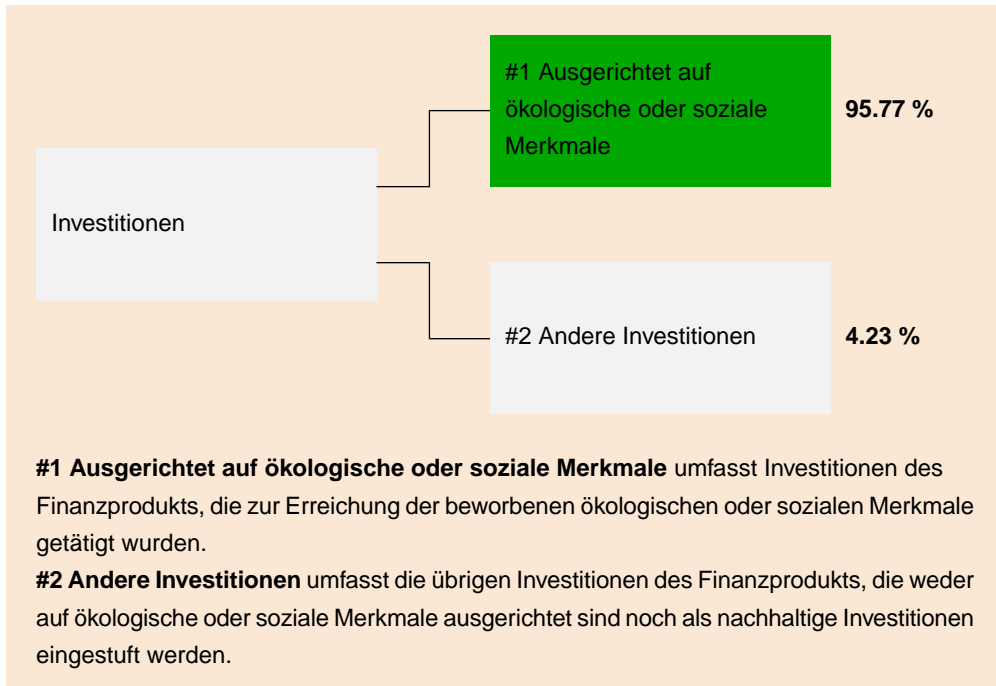 #1 Ausgerichtet auf
ökologische oder soziale
Merkmale
95.77 %
Investitionen
#2 Andere Investitionen
4.23 %
#1 Ausgerichtet auf ökologische oder soziale Merkmale umfasst Investitionen des
Finanzprodukts, die zur Erreichung der beworbenen ökologischen oder sozialen Merkmale
getätigt wurden.
#2 Andere Investitionen umfasst die übrigen Investitionen des Finanzprodukts, die weder
auf ökologische oder soziale Merkmale ausgerichtet sind noch als nachhaltige Investitionen
eingestuft werden.